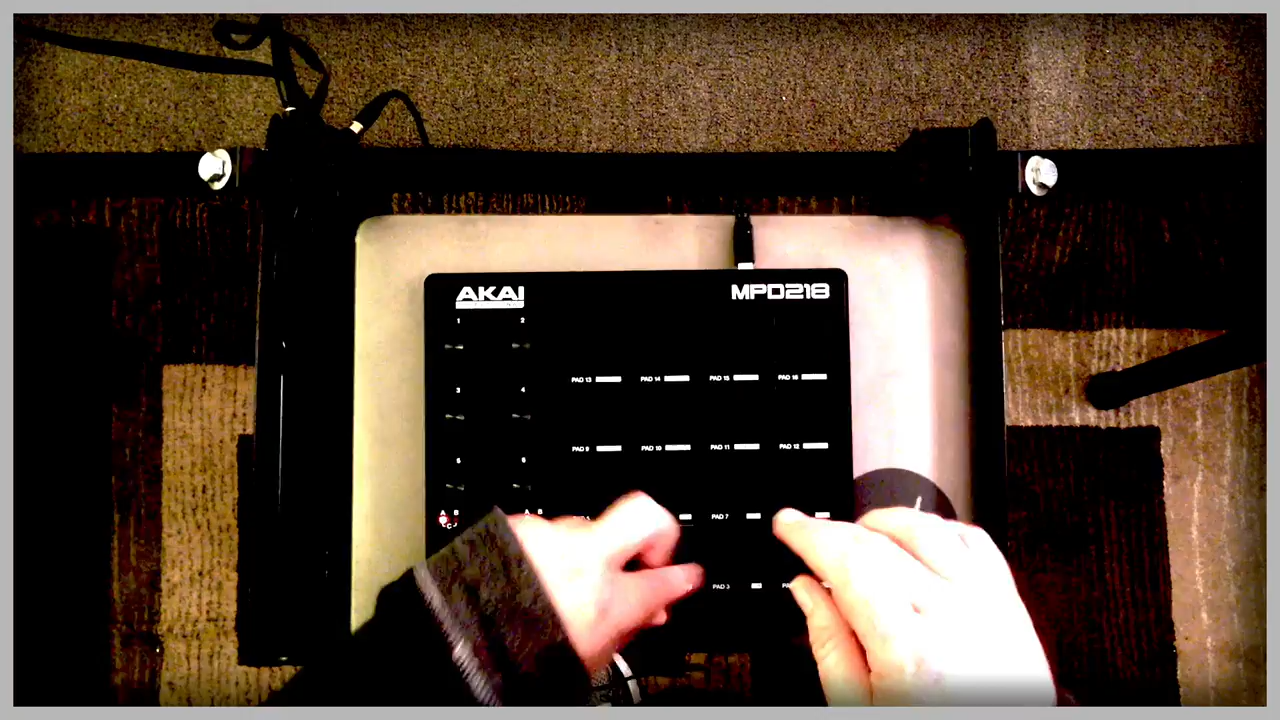 AKAI MPD218
1 2
PAD 13 PAD 14 PAD 15 PAD 16
3 4
PAD 9 PAD 10 PAD 11 PAD 12
5 6
A B A B
C PAD 7
PAD 3